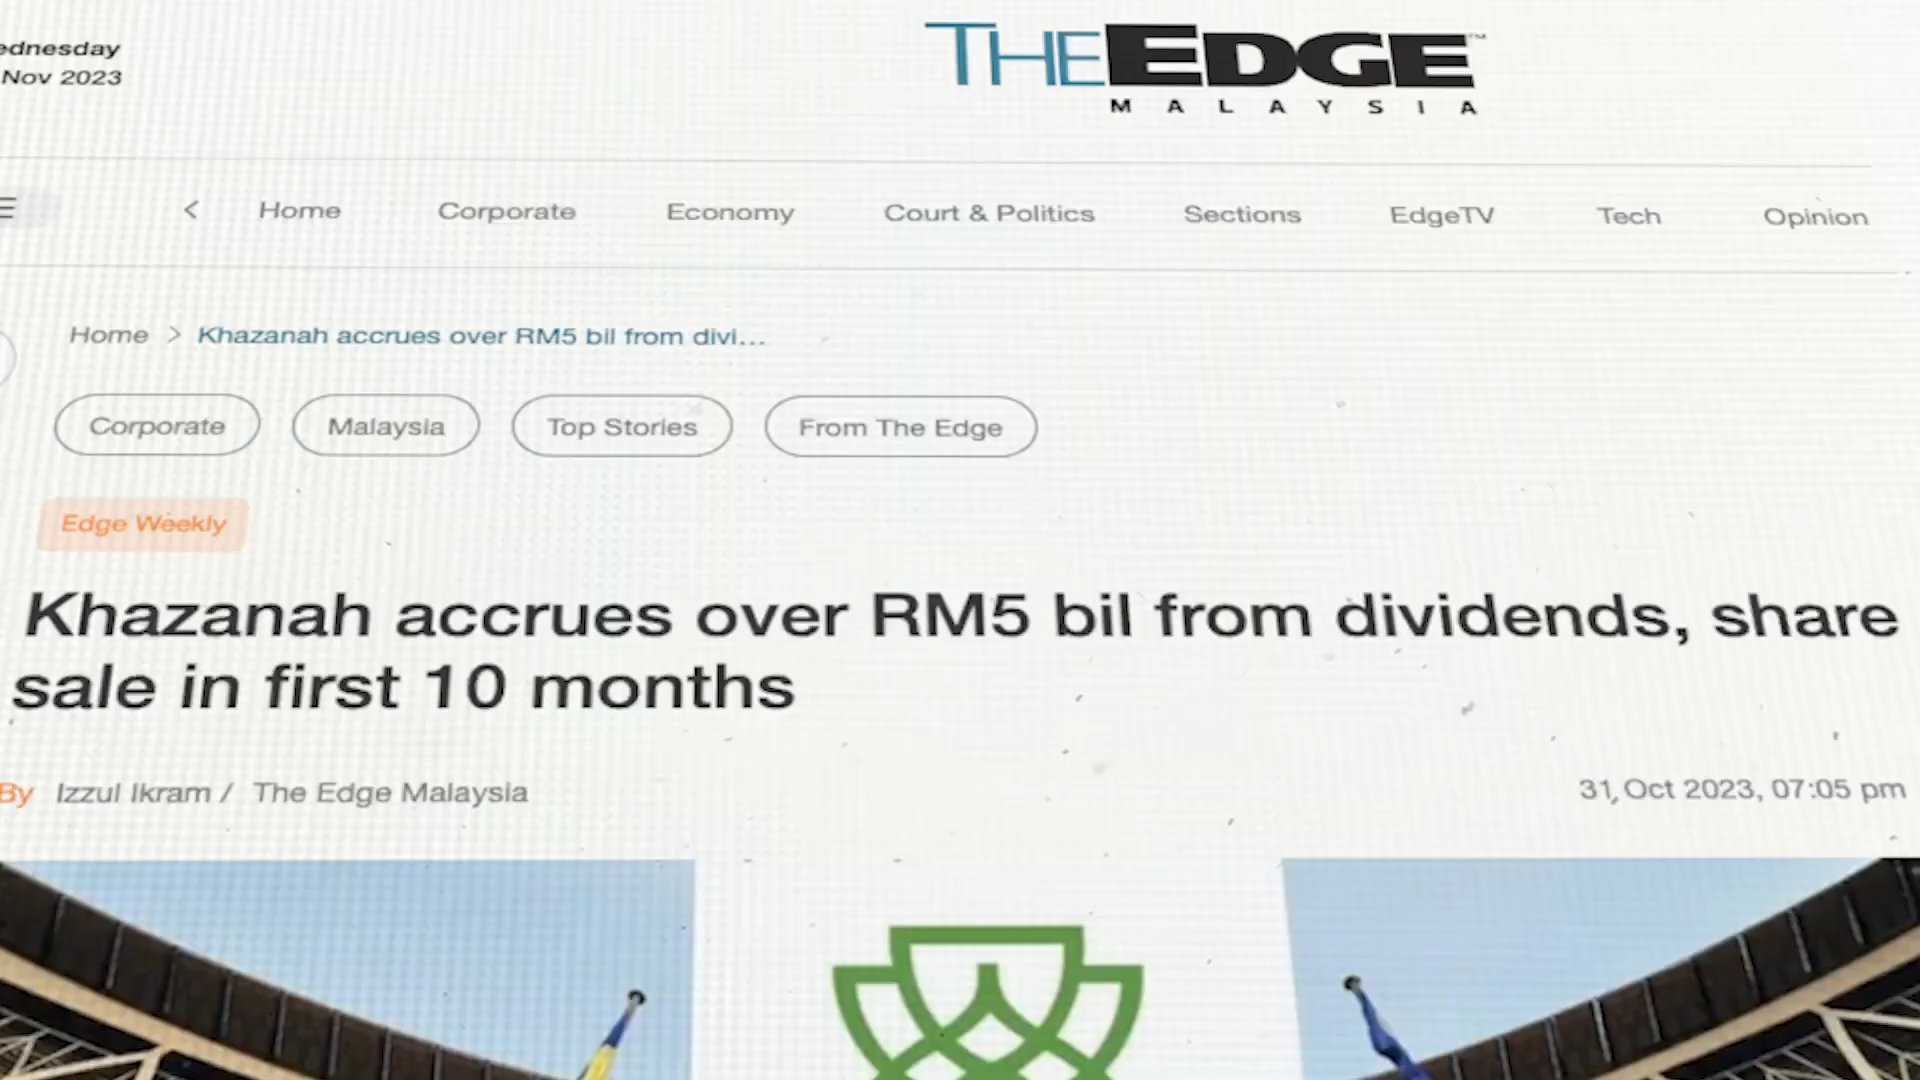 ednesday
Nov 2023
THEEDGE
MALAYSIA
Home Corporate Economy Court & Politics Sections EdgeTV Tech Opinion
Home > Khazanah accrues over RM5 bil from divi...
Corporate Malaysia Top Stories From The Edge
Edge Weekly
Khazanah accrues over RM5 bil from dividends, share
sale in first 10 months
By Izzul Ikram / The Edge Malaysia
31 Oct 2023, 07:05 pm